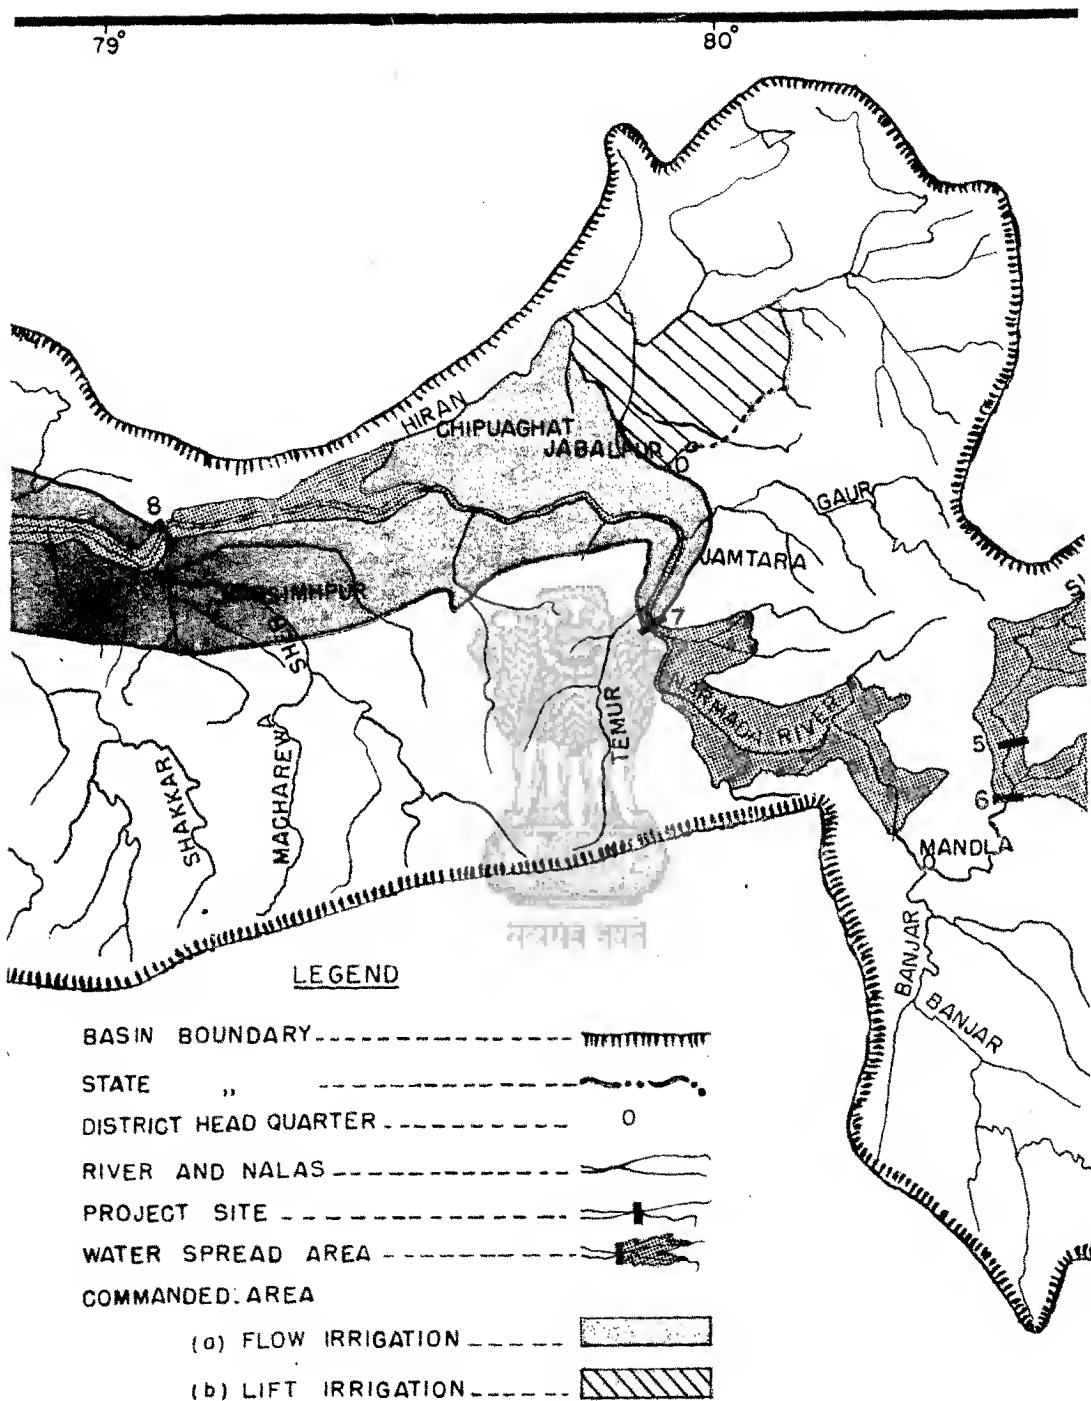 79°
80°
HIRAN
CHIPUAGHAT
JABALPUR
GAUR
8
JAMTARA
7
SHER
NARMADA RIVER
TEMUR
5
6
SHAKKAR
MACHAREWA
MANDLA
BANJAR
BANJAR
LEGEND
BASIN BOUNDARY
STATE ,,
DISTRICT HEAD QUARTER O
RIVER AND NALAS
PROJECT SITE
WATER SPREAD AREA
COMMANDED AREA
(a) FLOW IRRIGATION
(b) LIFT IRRIGATION